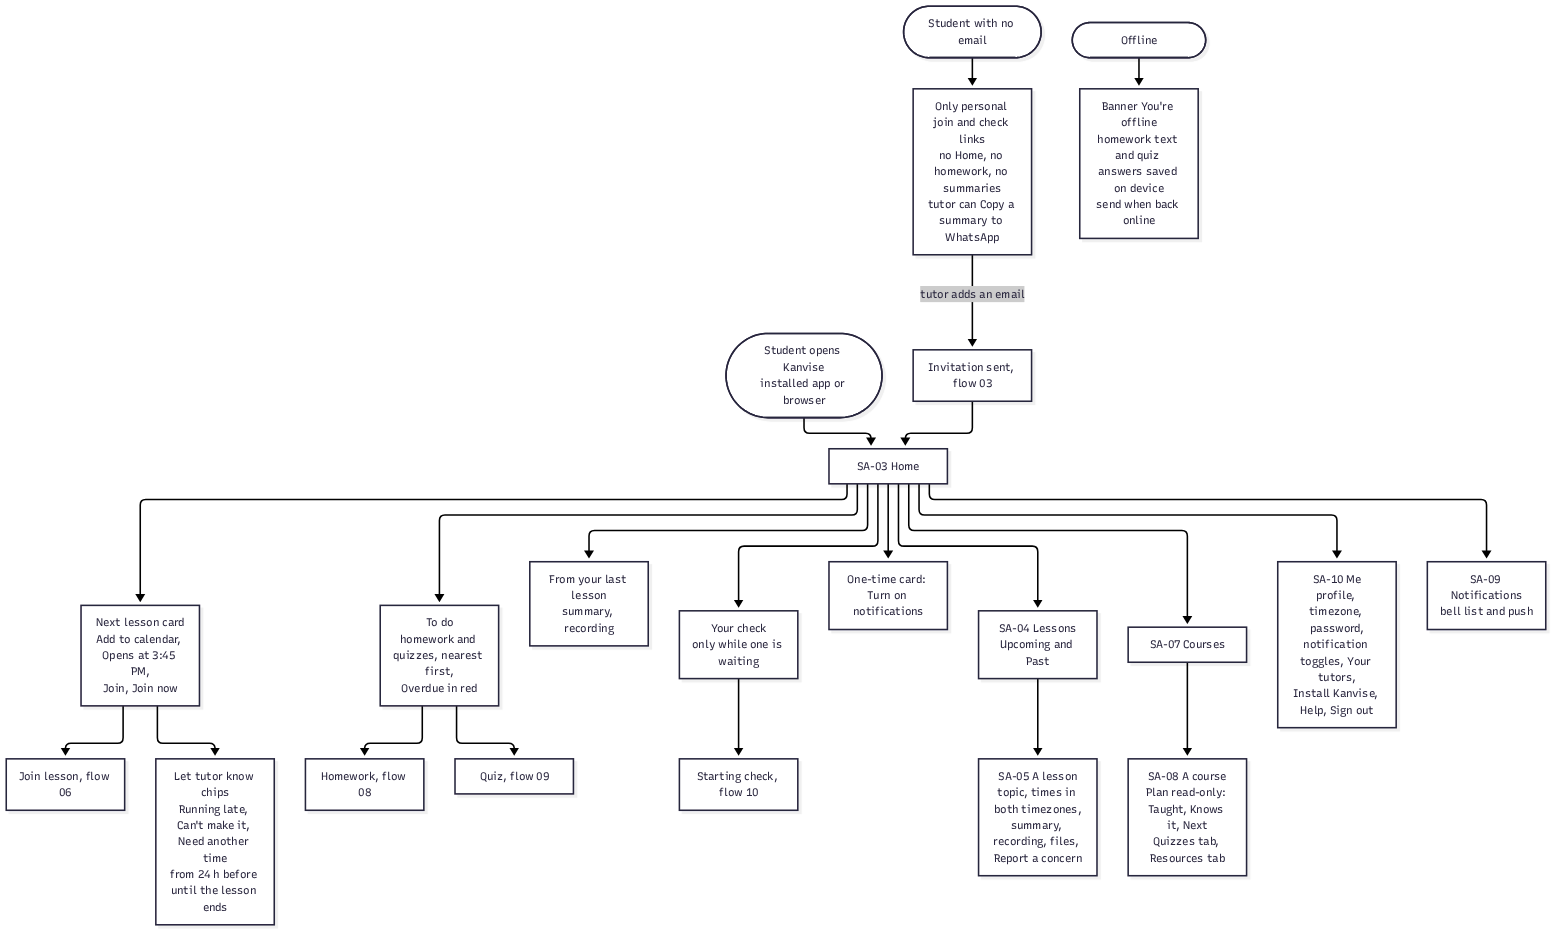 Student with no
email
Offline
Only personal
join and check
links
no Home, no
homework, no
summaries
tutor can Copy a
summary to
WhatsApp
Banner You're
offline
homework text
and quiz
answers saved
on device
send when back
online
tutor adds an email
Student opens
Kanvise
installed app or
browser
Invitation sent,
flow 03
SA-03 Home
Next lesson card
Add to calendar,
Opens at 3:45
PM,
Join, Join now
To do
homework and
quizzes, nearest
first,
Overdue in red
From your last
lesson
summary,
recording
Your check
only while one is
waiting
One-time card:
Turn on
notifications
SA-04 Lessons
Upcoming and
Past
SA-07 Courses
SA-10 Me
profile,
timezone,
password,
notification
toggles, Your
tutors,
Install Kanvise,
Help, Sign out
SA-09
Notifications
bell list and push
Join lesson, flow
06
Let tutor know
chips
Running late,
Can't make it,
Need another
time
from 24 h before
until the lesson
ends
Homework, flow
08
Quiz, flow 09
Starting check,
flow 10
SA-05 A lesson
topic, times in
both timezones,
summary,
recording, files,
Report a concern
SA-08 A course
Plan read-only:
Taught, Knows
it, Next
Quizzes tab,
Resources tab